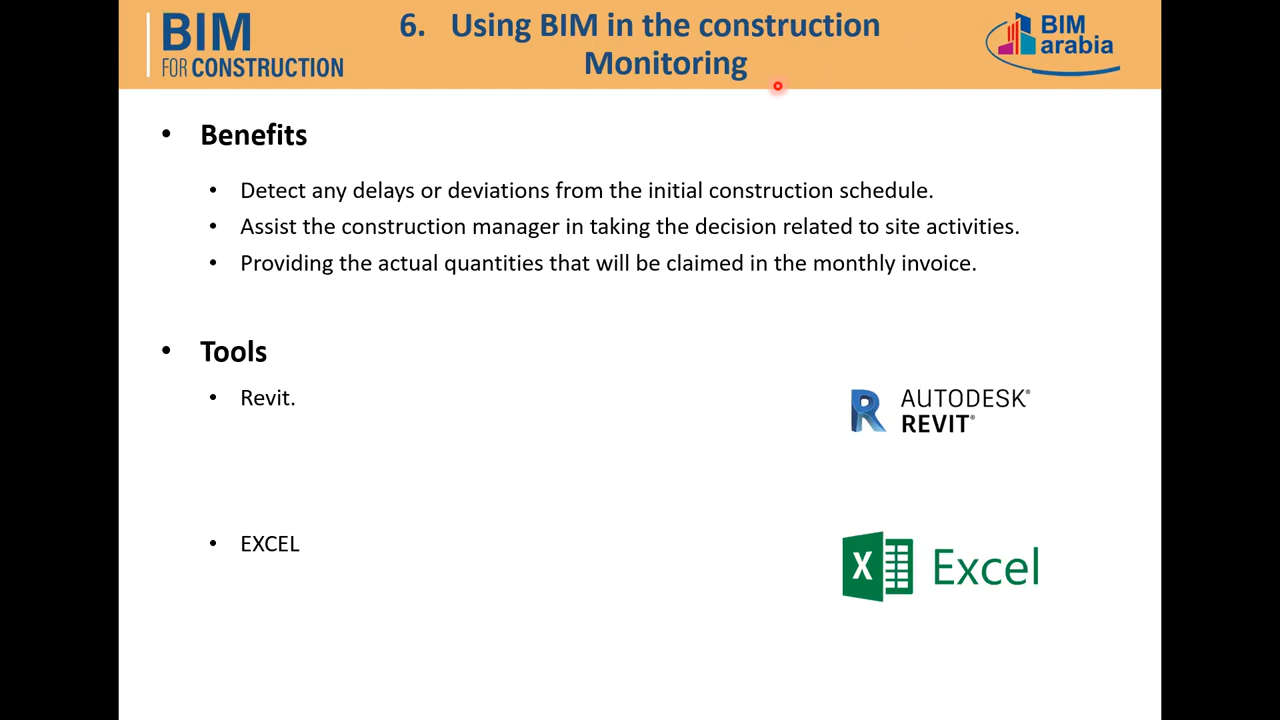 BIM
FOR CONSTRUCTION
6. Using BIM in the construction
Monitoring
BIM
arabia
• Benefits
• Detect any delays or deviations from the initial construction schedule.
• Assist the construction manager in taking the decision related to site activities.
• Providing the actual quantities that will be claimed in the monthly invoice.
• Tools
• Revit.
AUTODESK®
REVIT®
• EXCEL
X Excel